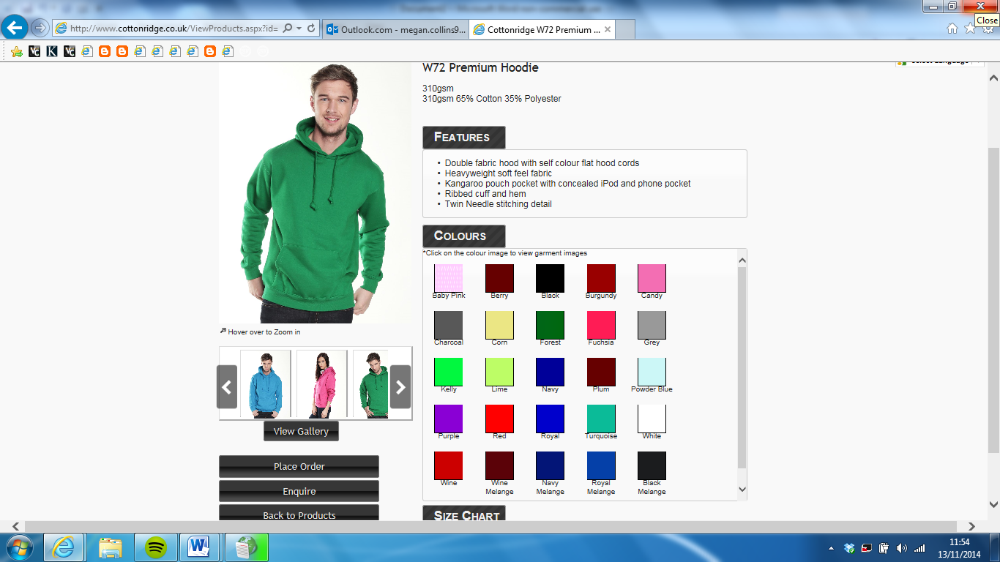 http://www.cottonridge.co.uk/ViewProducts.aspx?id=
Outlook.com - megan.collins9...
Cottonridge W72 Premium ...
Close
W72 Premium Hoodie
310gsm
310gsm 65% Cotton 35% Polyester
FEATURES
• Double fabric hood with self colour flat hood cords
• Heavyweight soft feel fabric
• Kangaroo pouch pocket with concealed iPod and phone pocket
• Ribbed cuff and hem
• Twin Needle stitching detail
COLOURS
*Click on the colour image to view garment images
Baby Pink Berry Black Burgundy Candy
Charcoal Corn Forest Fuchsia Grey
Kelly Lime Navy Plum Powder Blue
Purple Red Royal Turquoise White
Wine Wine Melange Navy Melange Royal Melange Black Melange
SIZE CHART
Hover over to Zoom in
View Gallery
Place Order
Enquire
Back to Products
11:54
13/11/2014